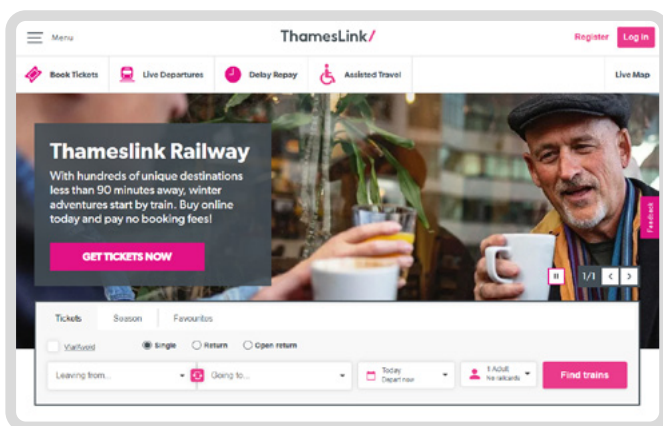 Menu
ThamesLink/
Register
Log in
Book Tickets
Live Departures
Delay Repay
Assisted Travel
Live Map
Thameslink Railway
With hundreds of unique destinations
less than 90 minutes away, winter
adventures start by train. Buy online
today and pay no booking fees!
GET TICKETS NOW
Feedback
1/1
Tickets
Season
Favourites
Via/Avoid
Single
Return
Open return
Leaving from...
Going to...
Today
Depart now
1 Adult
No railcards
Find trains